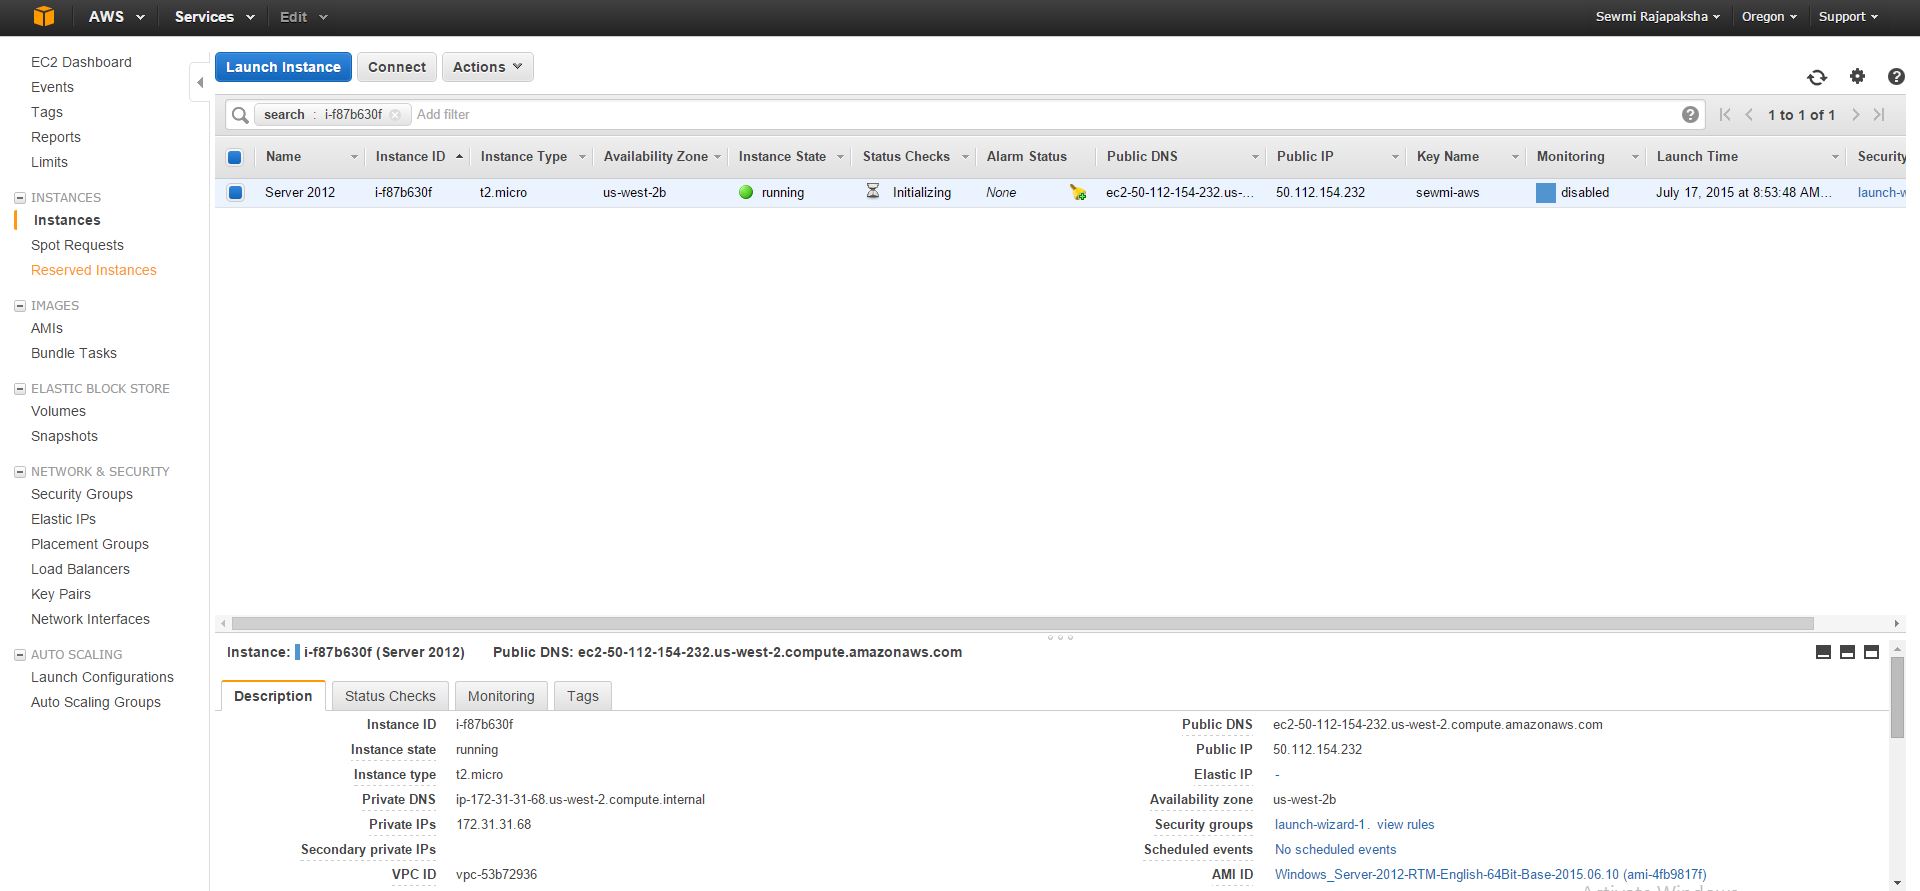 AWS Services Edit Sewmi Rajapaksha Oregon Support
EC2 Dashboard
Events
Tags
Reports
Limits
INSTANCES
Instances
Spot Requests
Reserved Instances
IMAGES
AMIs
Bundle Tasks
ELASTIC BLOCK STORE
Volumes
Snapshots
NETWORK & SECURITY
Security Groups
Elastic IPs
Placement Groups
Load Balancers
Key Pairs
Network Interfaces
AUTO SCALING
Launch Configurations
Auto Scaling Groups
Launch Instance Connect Actions
search : i-f87b630f Add filter 1 to 1 of 1
Name Instance ID Instance Type Availability Zone Instance State Status Checks Alarm Status Public DNS Public IP Key Name Monitoring Launch Time Security
Server 2012 i-f87b630f t2.micro us-west-2b running Initializing None ec2-50-112-154-232.us-... 50.112.154.232 sewmi-aws disabled July 17, 2015 at 8:53:48 AM... launch-w
Instance: i-f87b630f (Server 2012) Public DNS: ec2-50-112-154-232.us-west-2.compute.amazonaws.com
Description Status Checks Monitoring Tags
Instance ID i-f87b630f Public DNS ec2-50-112-154-232.us-west-2.compute.amazonaws.com
Instance state running Public IP 50.112.154.232
Instance type t2.micro Elastic IP -
Private DNS ip-172-31-31-68.us-west-2.compute.internal Availability zone us-west-2b
Private IPs 172.31.31.68 Security groups launch-wizard-1. view rules
Secondary private IPs Scheduled events No scheduled events
VPC ID vpc-53b72936 AMI ID Windows_Server-2012-RTM-English-64Bit-Base-2015.06.10 (ami-4fb9817f)